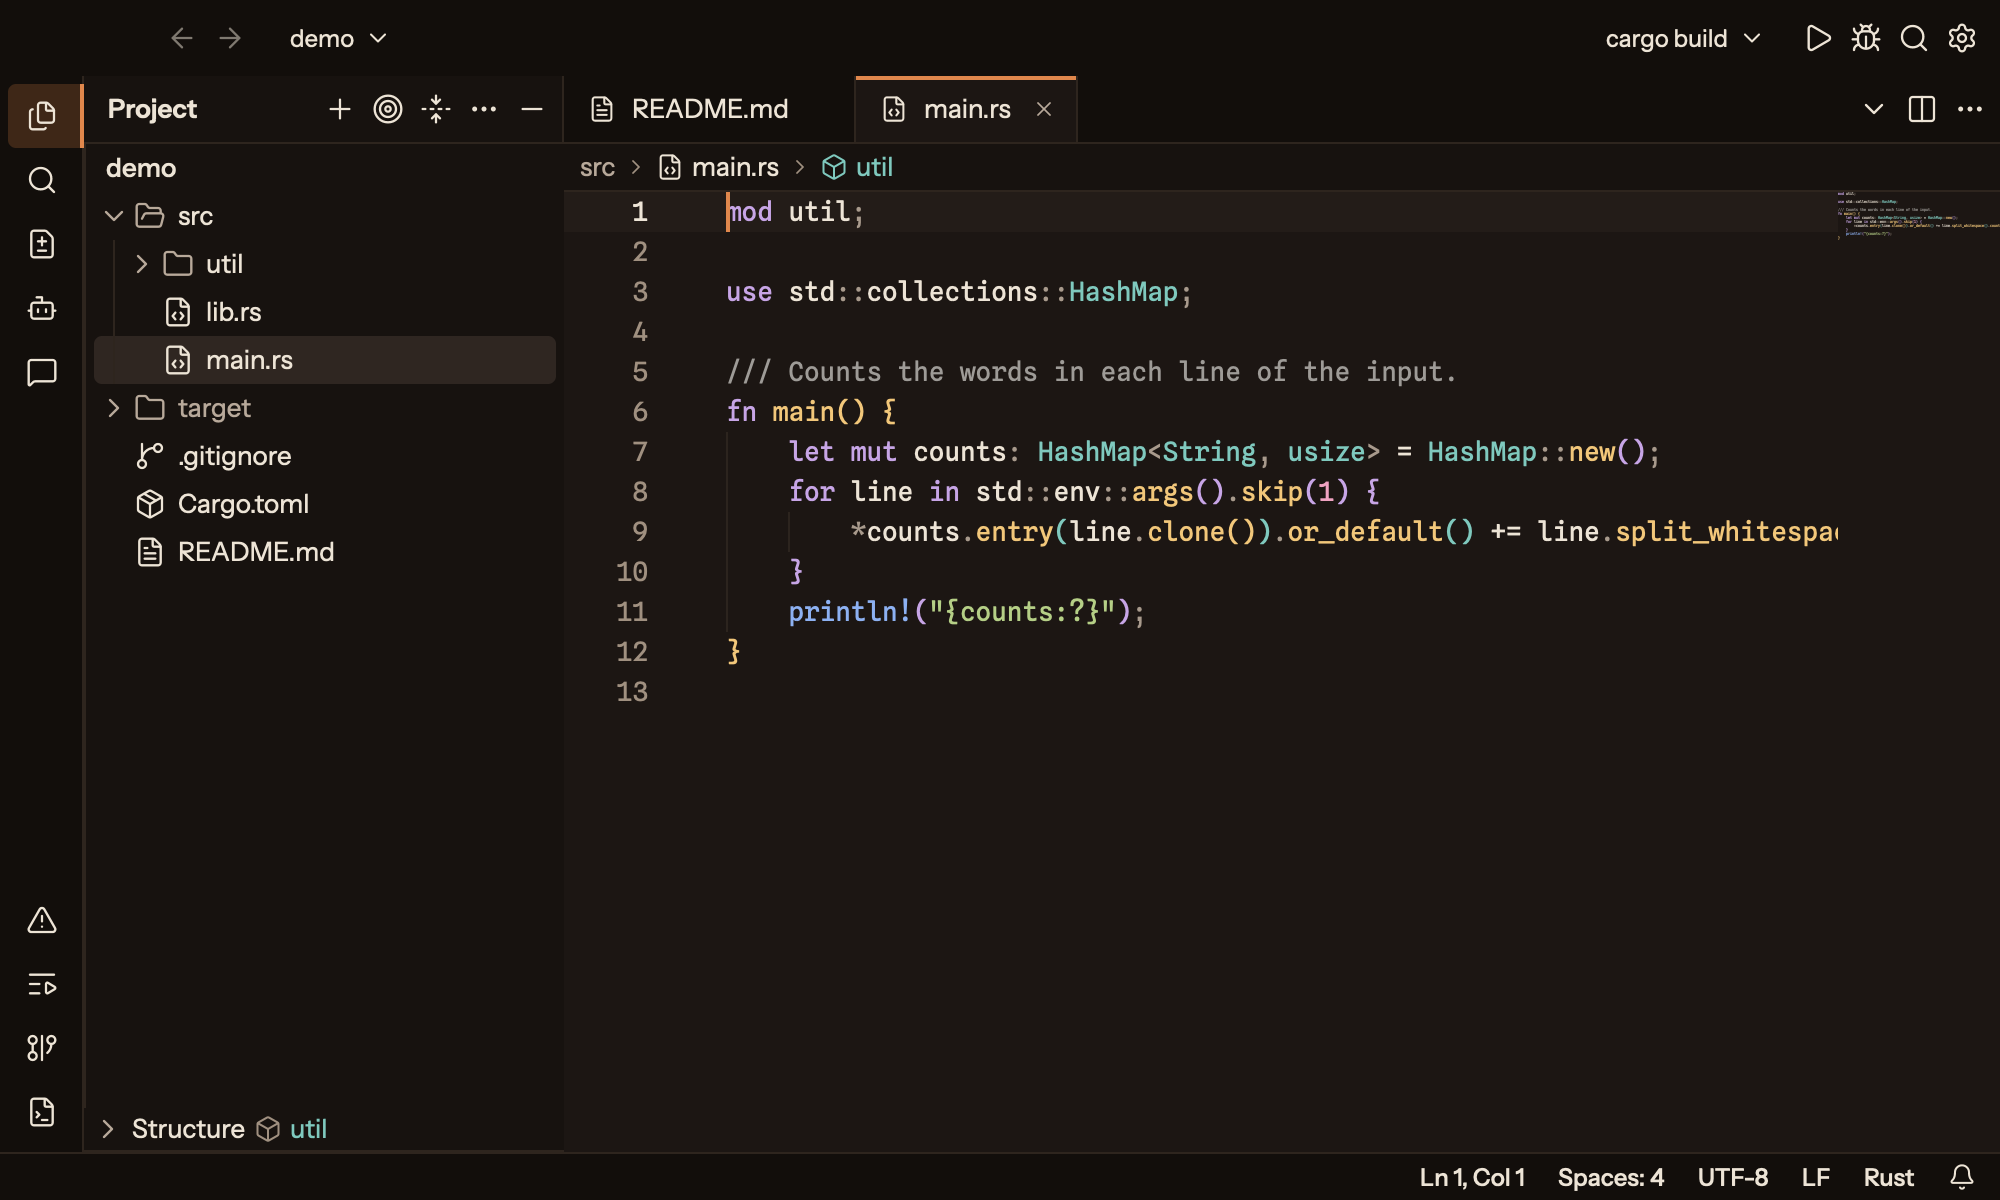 demo
cargo build
Project
README.md
main.rs
demo
src
util
lib.rs
main.rs
target
.gitignore
Cargo.toml
README.md
Structure util
src > main.rs > util
1 mod util;
2
3 use std::collections::HashMap;
4
5 /// Counts the words in each line of the input.
6 fn main() {
7 let mut counts: HashMap<String, usize> = HashMap::new();
8 for line in std::env::args().skip(1) {
9 *counts.entry(line.clone()).or_default() += line.split_whitespac
10 }
11 println!("{counts:?}");
12 }
13
Ln 1, Col 1
Spaces: 4
UTF-8
LF
Rust